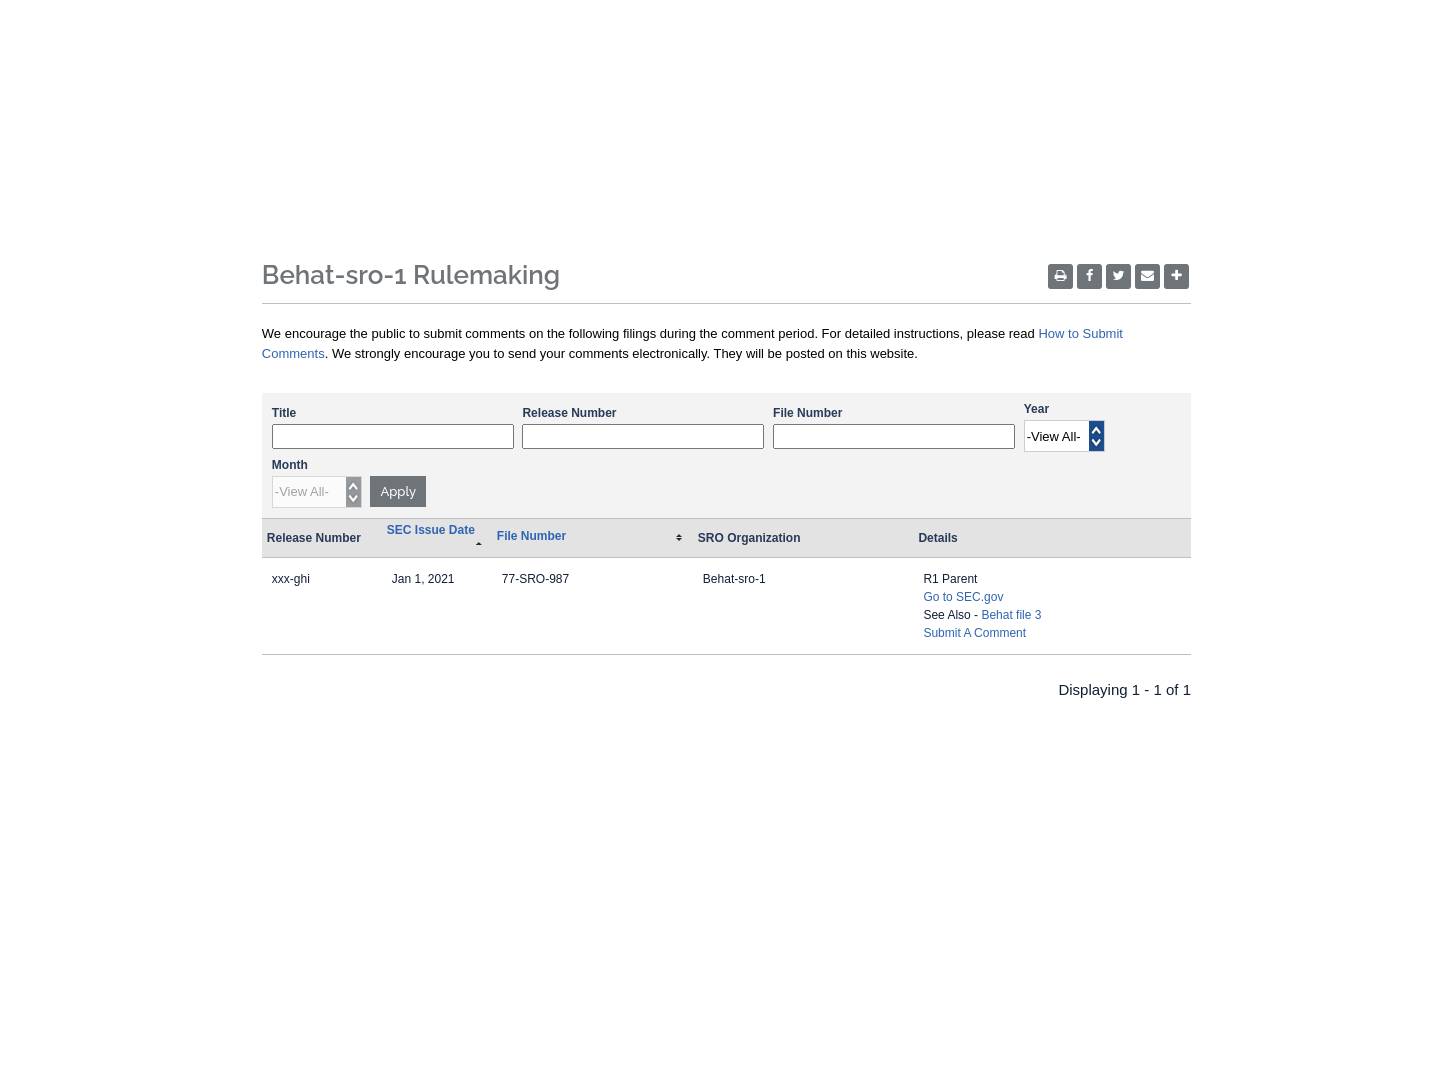 Behat-sro-1 Rulemaking
We encourage the public to submit comments on the following filings during the comment period. For detailed instructions, please read How to Submit
Comments. We strongly encourage you to send your comments electronically. They will be posted on this website.
Title Release Number File Number Year
-View All-
Month
-View All- Apply
Release Number SEC Issue Date File Number SRO Organization Details
xxx-ghi Jan 1, 2021 77-SRO-987 Behat-sro-1 R1 Parent
Go to SEC.gov
See Also - Behat file 3
Submit A Comment
Displaying 1 - 1 of 1